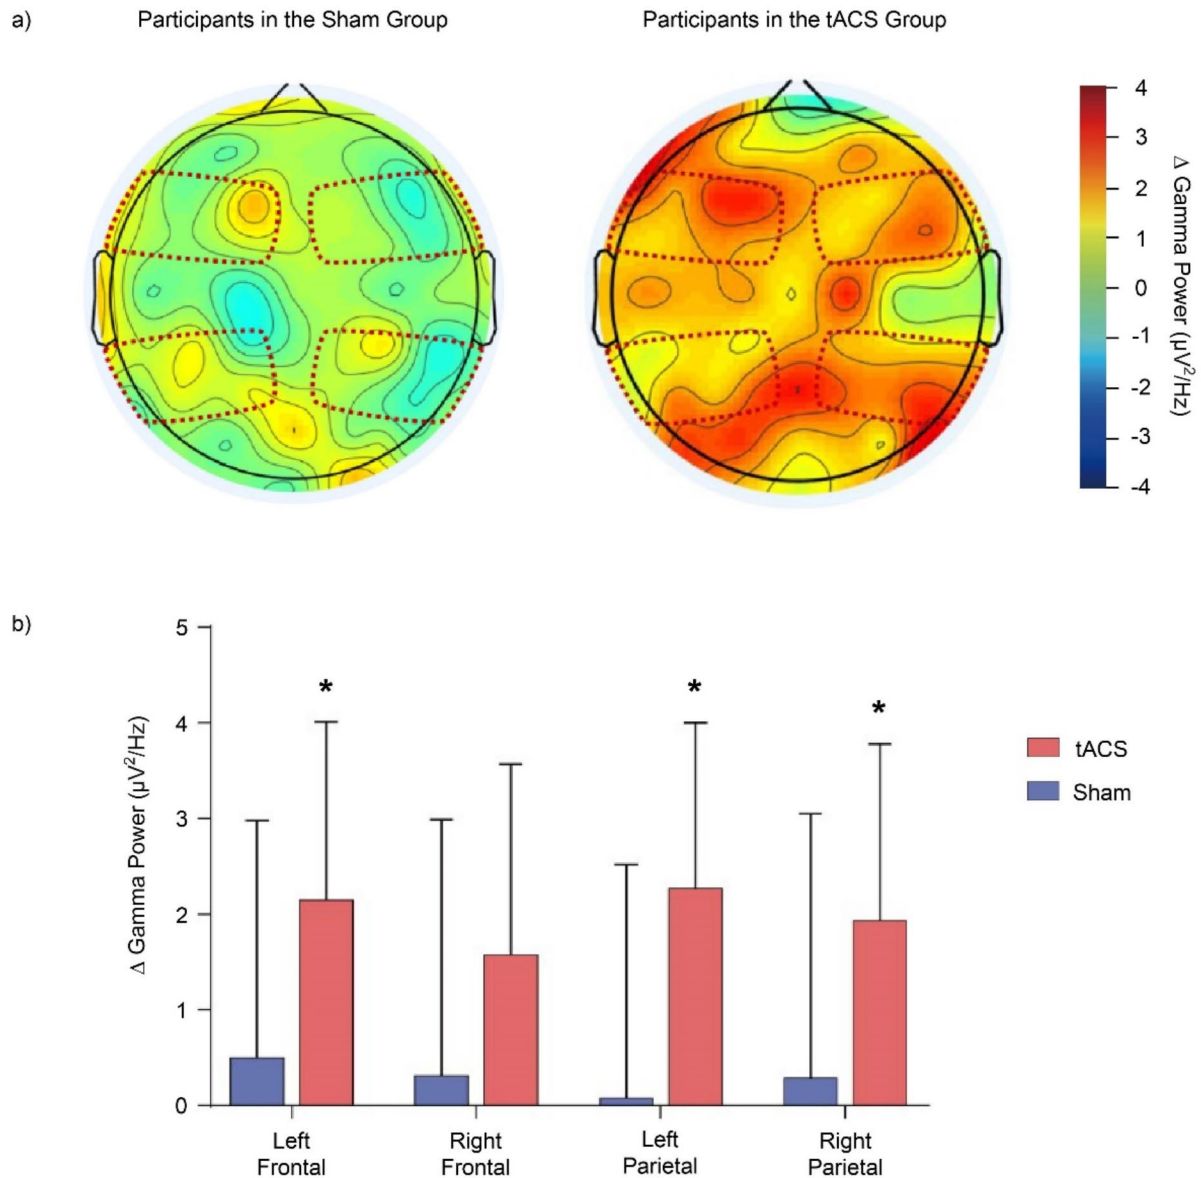 a)
Participants in the Sham Group
Participants in the tACS Group
4
3
2
1
0
-1
-2
-3
-4
Δ Gamma Power (µV²/Hz)
b)
5
4
3
2
1
0
Δ Gamma Power (µV²/Hz)
*
*
*
tACS
Sham
Left
Frontal
Right
Frontal
Left
Parietal
Right
Parietal